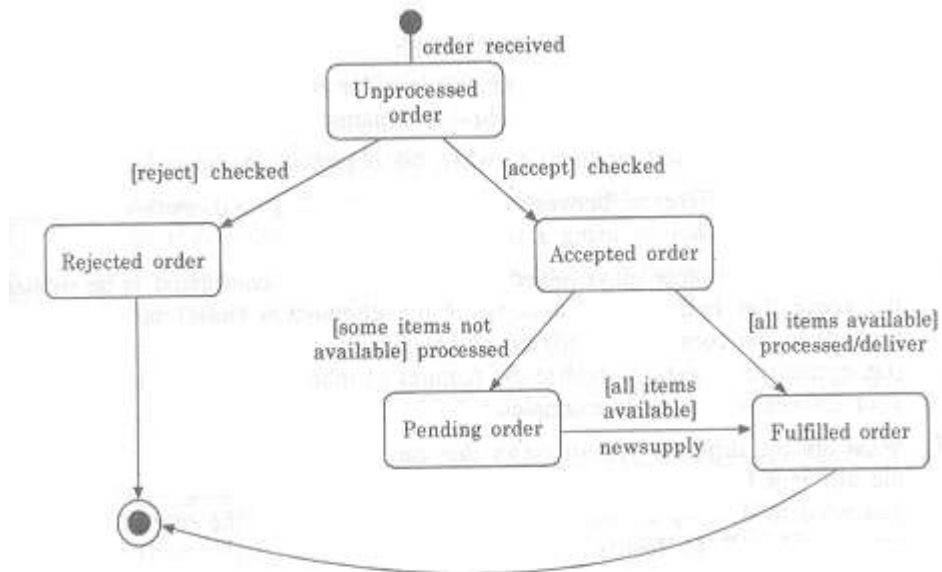 order received
Unprocessed
order
[reject] checked
[accept] checked
Rejected order
Accepted order
[some items not
available] processed
[all items available]
processed/deliver
[all items
available]
newsupply
Pending order
Fulfilled order